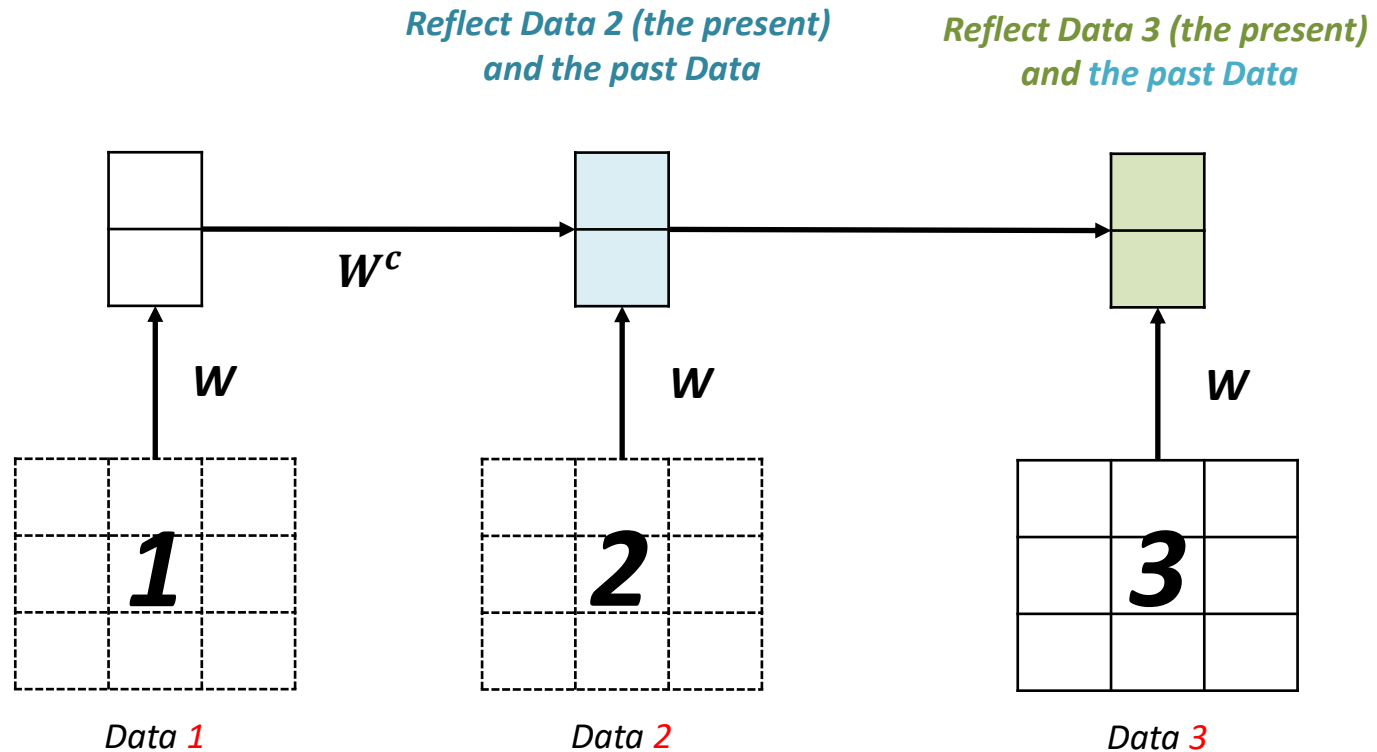 Reflect Data 2 (the present)
and the past Data
Reflect Data 3 (the present)
and the past Data
W^c
W
W
W
1
2
3
Data 1
Data 2
Data 3